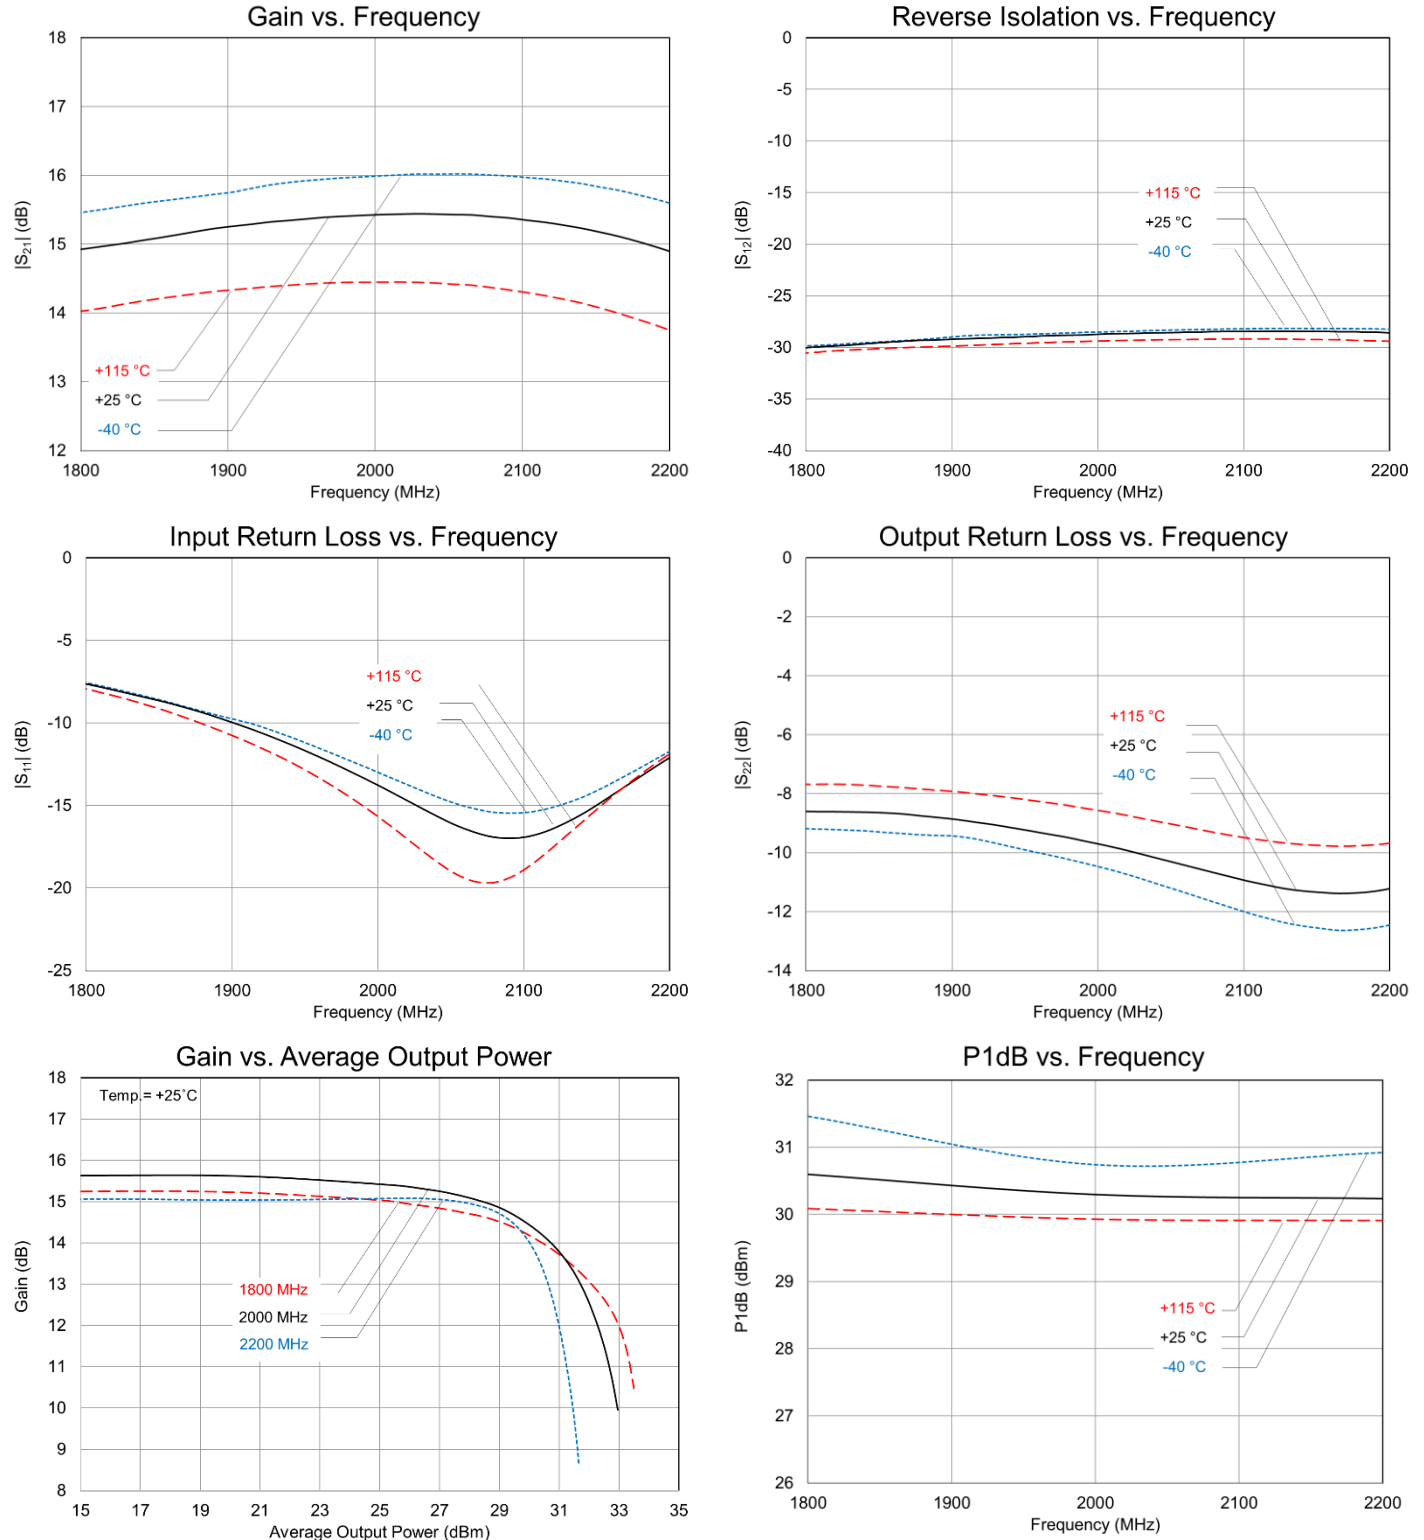 Gain vs. Frequency
18
17
16
15
14
13
12
|S21| (dB)
+115 °C
+25 °C
-40 °C
1800 1900 2000 2100 2200
Frequency (MHz)
Reverse Isolation vs. Frequency
0
-5
-10
-15
-20
-25
-30
-35
-40
|S12| (dB)
+115 °C
+25 °C
-40 °C
1800 1900 2000 2100 2200
Frequency (MHz)
Input Return Loss vs. Frequency
0
-5
-10
-15
-20
-25
|S11| (dB)
+115 °C
+25 °C
-40 °C
1800 1900 2000 2100 2200
Frequency (MHz)
Output Return Loss vs. Frequency
0
-2
-4
-6
-8
-10
-12
-14
|S22| (dB)
+115 °C
+25 °C
-40 °C
1800 1900 2000 2100 2200
Frequency (MHz)
Gain vs. Average Output Power
Temp.= +25˚C
18
17
16
15
14
13
12
11
10
9
8
Gain (dB)
1800 MHz
2000 MHz
2200 MHz
15 17 19 21 23 25 27 29 31 33 35
Average Output Power (dBm)
P1dB vs. Frequency
32
31
30
29
28
27
26
P1dB (dBm)
+115 °C
+25 °C
-40 °C
1800 1900 2000 2100 2200
Frequency (MHz)